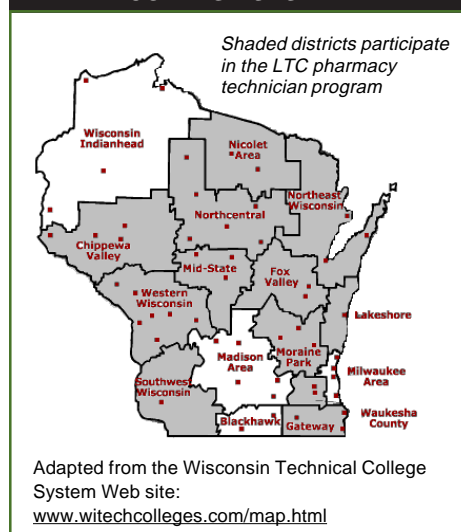 Shaded districts participate
in the LTC pharmacy
technician program
Wisconsin
Indianhead
Nicolet
Area
Northeast
Wisconsin
Northcentral
Chippewa
Valley
Mid-State
Fox
Valley
Western
Wisconsin
Lakeshore
Madison
Area
Moraine
Park
Milwaukee
Area
Southwest
Wisconsin
Waukesha
County
Blackhawk
Gateway
Adapted from the Wisconsin Technical College
System Web site:
www.witechcolleges.com/map.html